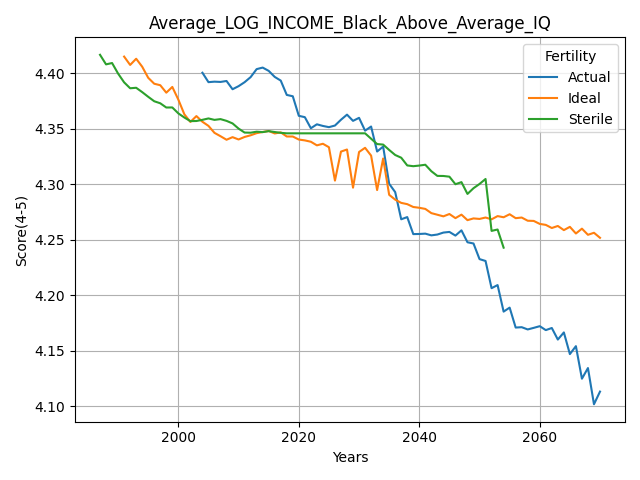 Average_LOG_INCOME_Black_Above_Average_IQ
Fertility
Actual
Ideal
Sterile
Score(4-5)
4.40
4.35
4.30
4.25
4.20
4.15
4.10
2000
2020
2040
2060
Years